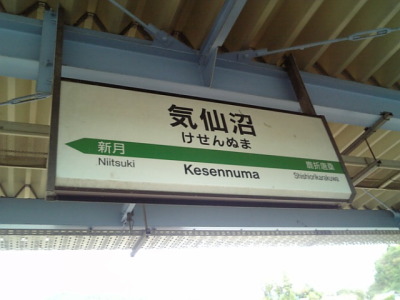 気仙沼
けせんぬま
新月
Niitsuki
Kesennuma
鹿折唐桑
Shishiorikarakuwa